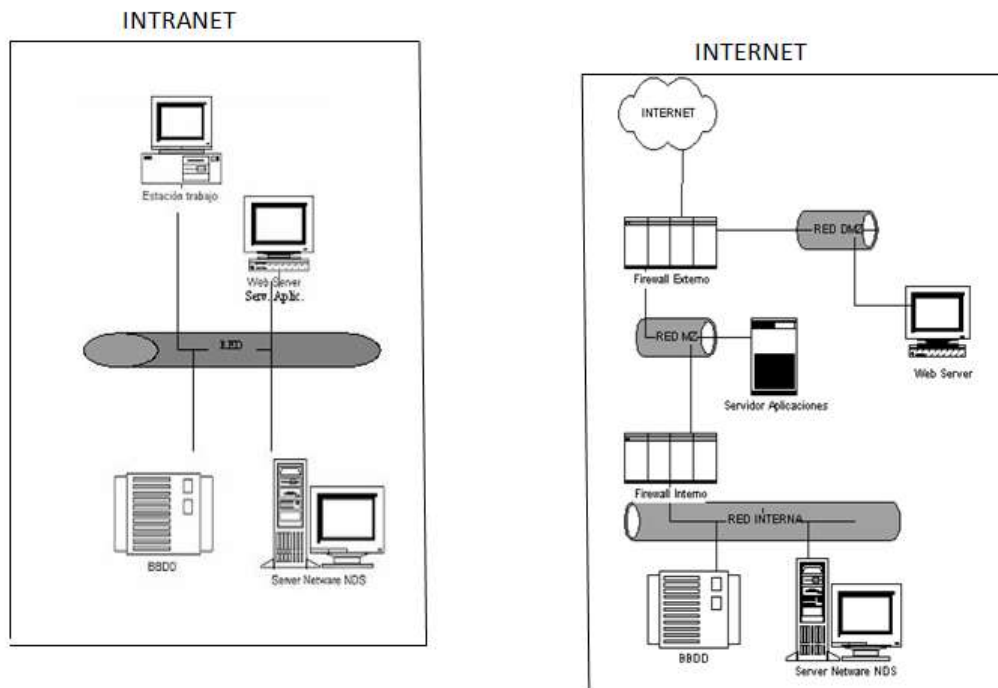 INTRANET
Estación trabajo
Web Server
Serv. Aplic.
RED
BBDD
Server Netware NDS
INTERNET
INTERNET
RED DMZ
Firewall Externo
RED MZ
Web Server
Servidor Aplicaciones
Firewall Interno
RED INTERNA
BBDD
Server Netware NDS